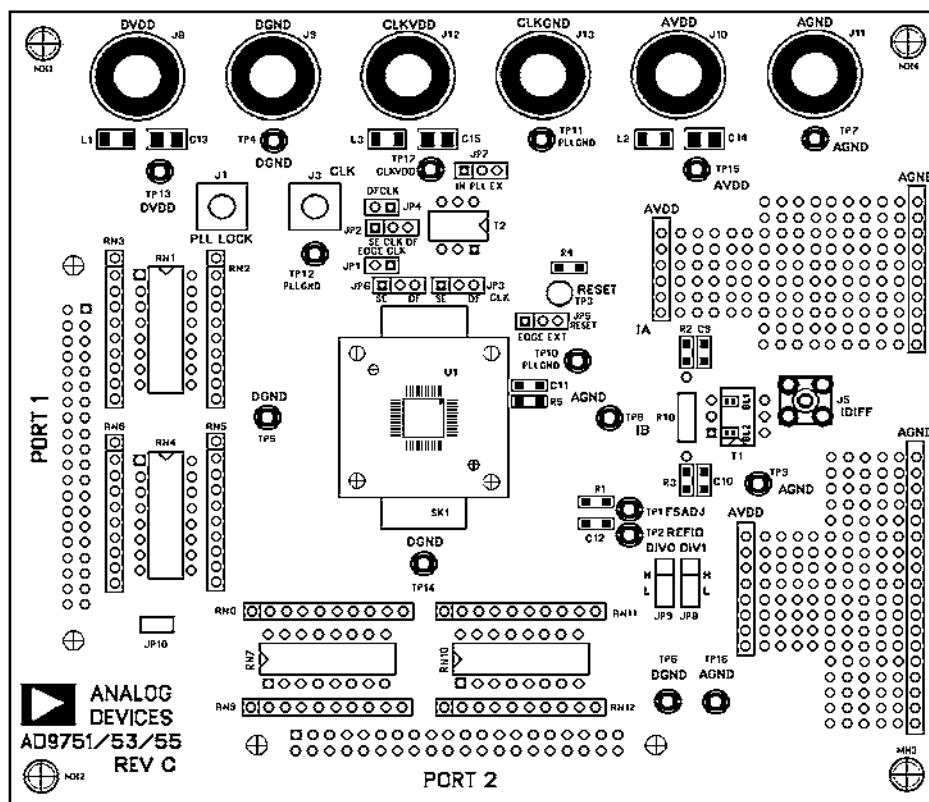 DVDD DGND CLKVDD CLKGND AVDD AGND
J8 J9 J12 J13 J10 J11
L1 C13 TP4 L3 C15 TP11 L2 C14 TP7
DGND PLLGND AGND
TP13 DVDD TP17 CLKVDD JP7 TP15 AVDD
IN PLL EX
J1 J3 CLK DFCLK JP4 T2
PLL LOCK JP2 SE CLK DF
EDGE CLK
TP12 PLLGND JP1 R4
AVDD AGND
RN3 RN1 RN2 JP6 SE DF SE DF JP3 CLK
RESET TP3
JP5 RESET
EDGE EXT
IA R2 C9
TP10 PLLGND
U1 C11 AGND R5
PORT 1
DGND TP5 TP8 IB R10 BL1 BL2 T1 J5 IDIFF
RN6 RN4 RN5 AGND
R3 C10 TP9 AGND
R1 TP1 FSADJ
SK1 C12 TP2 REFIO AVDD
DGND TP14 DIV0 DIV1
H L H L
JP9 JP8
JP10 RN11
RN7 RN10
TP6 DGND TP16 AGND
RN9 RN12
ANALOG
DEVICES
AD9751/53/55
REV C
PORT 2